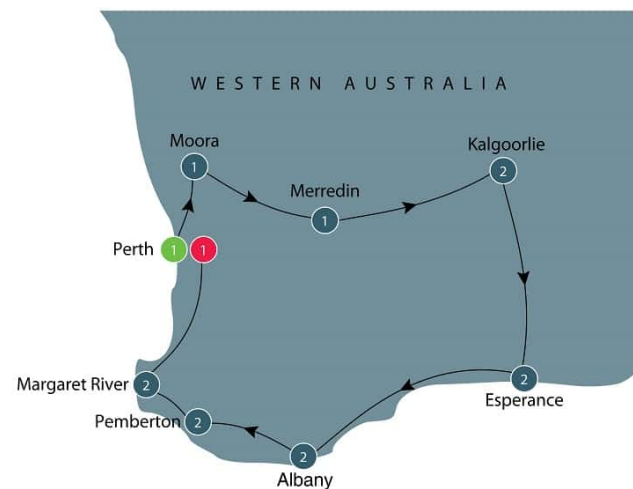 WESTERN AUSTRALIA
Moora
1
Kalgoorlie
2
Merredin
1
Perth
1
1
Margaret River
2
Pemberton
2
Albany
2
Esperance
2